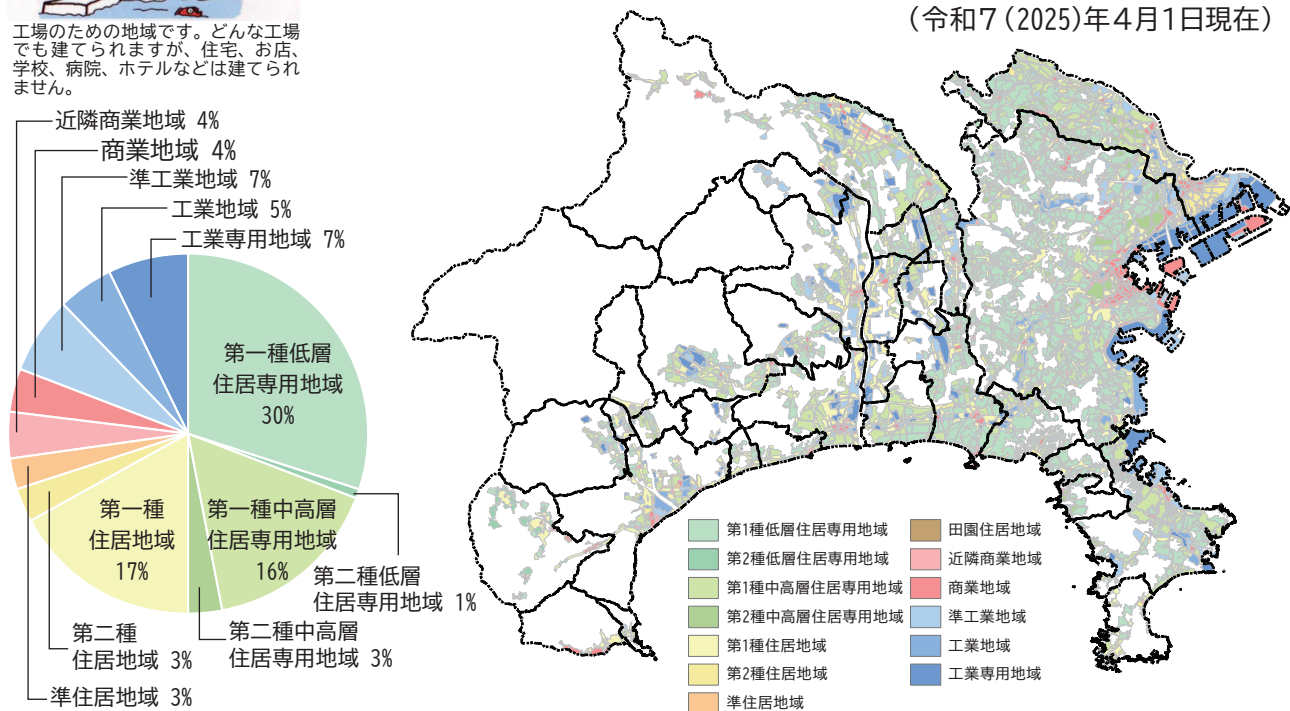 工場のための地域です。どんな工場
でも建てられますが、住宅、お店、
学校、病院、ホテルなどは建てられ
ません。
(令和7(2025)年4月1日現在)
近隣商業地域 4%
商業地域 4%
準工業地域 7%
工業地域 5%
工業専用地域 7%
第一種低層
住居専用地域
30%
第一種
住居地域
17%
第一種中高層
住居専用地域
16%
第二種低層
住居専用地域 1%
第二種
住居地域 3%
第二種中高層
住居専用地域 3%
準住居地域 3%
第1種低層住居専用地域
第2種低層住居専用地域
第1種中高層住居専用地域
第2種中高層住居専用地域
第1種住居地域
第2種住居地域
準住居地域
田園住居地域
近隣商業地域
商業地域
準工業地域
工業地域
工業専用地域